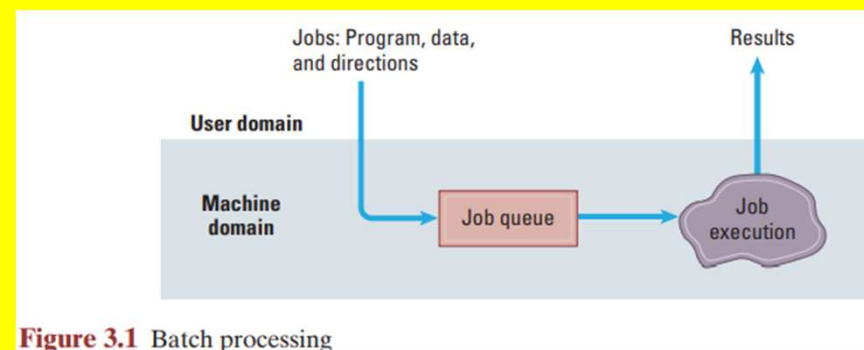 Jobs: Program, data,
and directions
Results
User domain
Machine
domain
Job queue
Job
execution
Figure 3.1 Batch processing